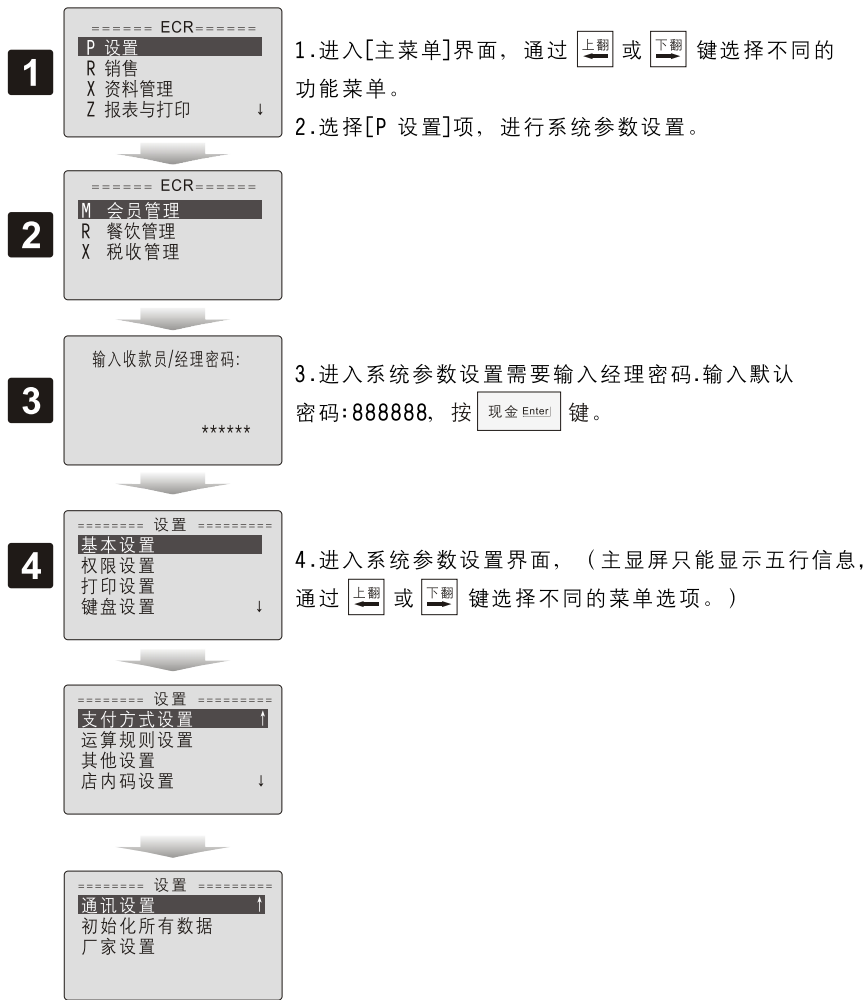 ====== ECR======
P 设置
R 销售
X 资料管理
Z 报表与打印 ↓
1
1.进入[主菜单]界面，通过 上翻 或 下翻 键选择不同的
功能菜单。
2.选择[P 设置]项，进行系统参数设置。
====== ECR======
M 会员管理
R 餐饮管理
X 税收管理
2
输入收款员/经理密码:
******
3
3.进入系统参数设置需要输入经理密码.输入默认
密码:888888，按 现金 Enter 键。
======== 设置 =========
基本设置
权限设置
打印设置
键盘设置 ↓
4
4.进入系统参数设置界面，（主显屏只能显示五行信息,
通过 上翻 或 下翻 键选择不同的菜单选项。）
======== 设置 =========
支付方式设置 ↑
运算规则设置
其他设置
店内码设置 ↓
======== 设置 =========
通讯设置 ↑
初始化所有数据
厂家设置